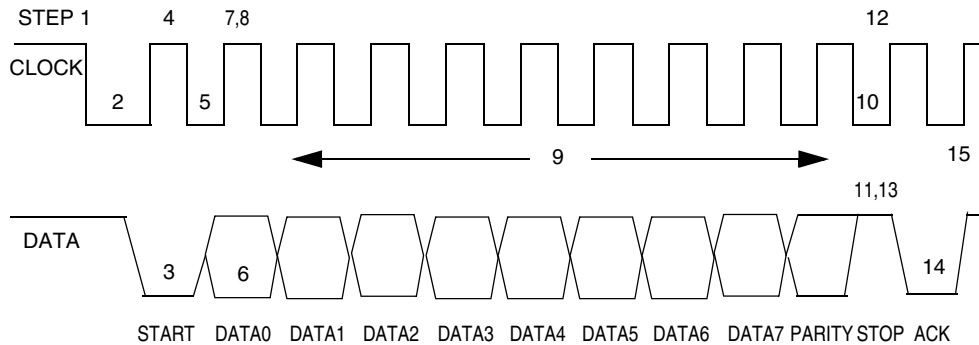 STEP 1 4 7,8 12
CLOCK
2 5 10
9 15
11,13
DATA
3 6 14
START DATA0 DATA1 DATA2 DATA3 DATA4 DATA5 DATA6 DATA7 PARITY STOP ACK